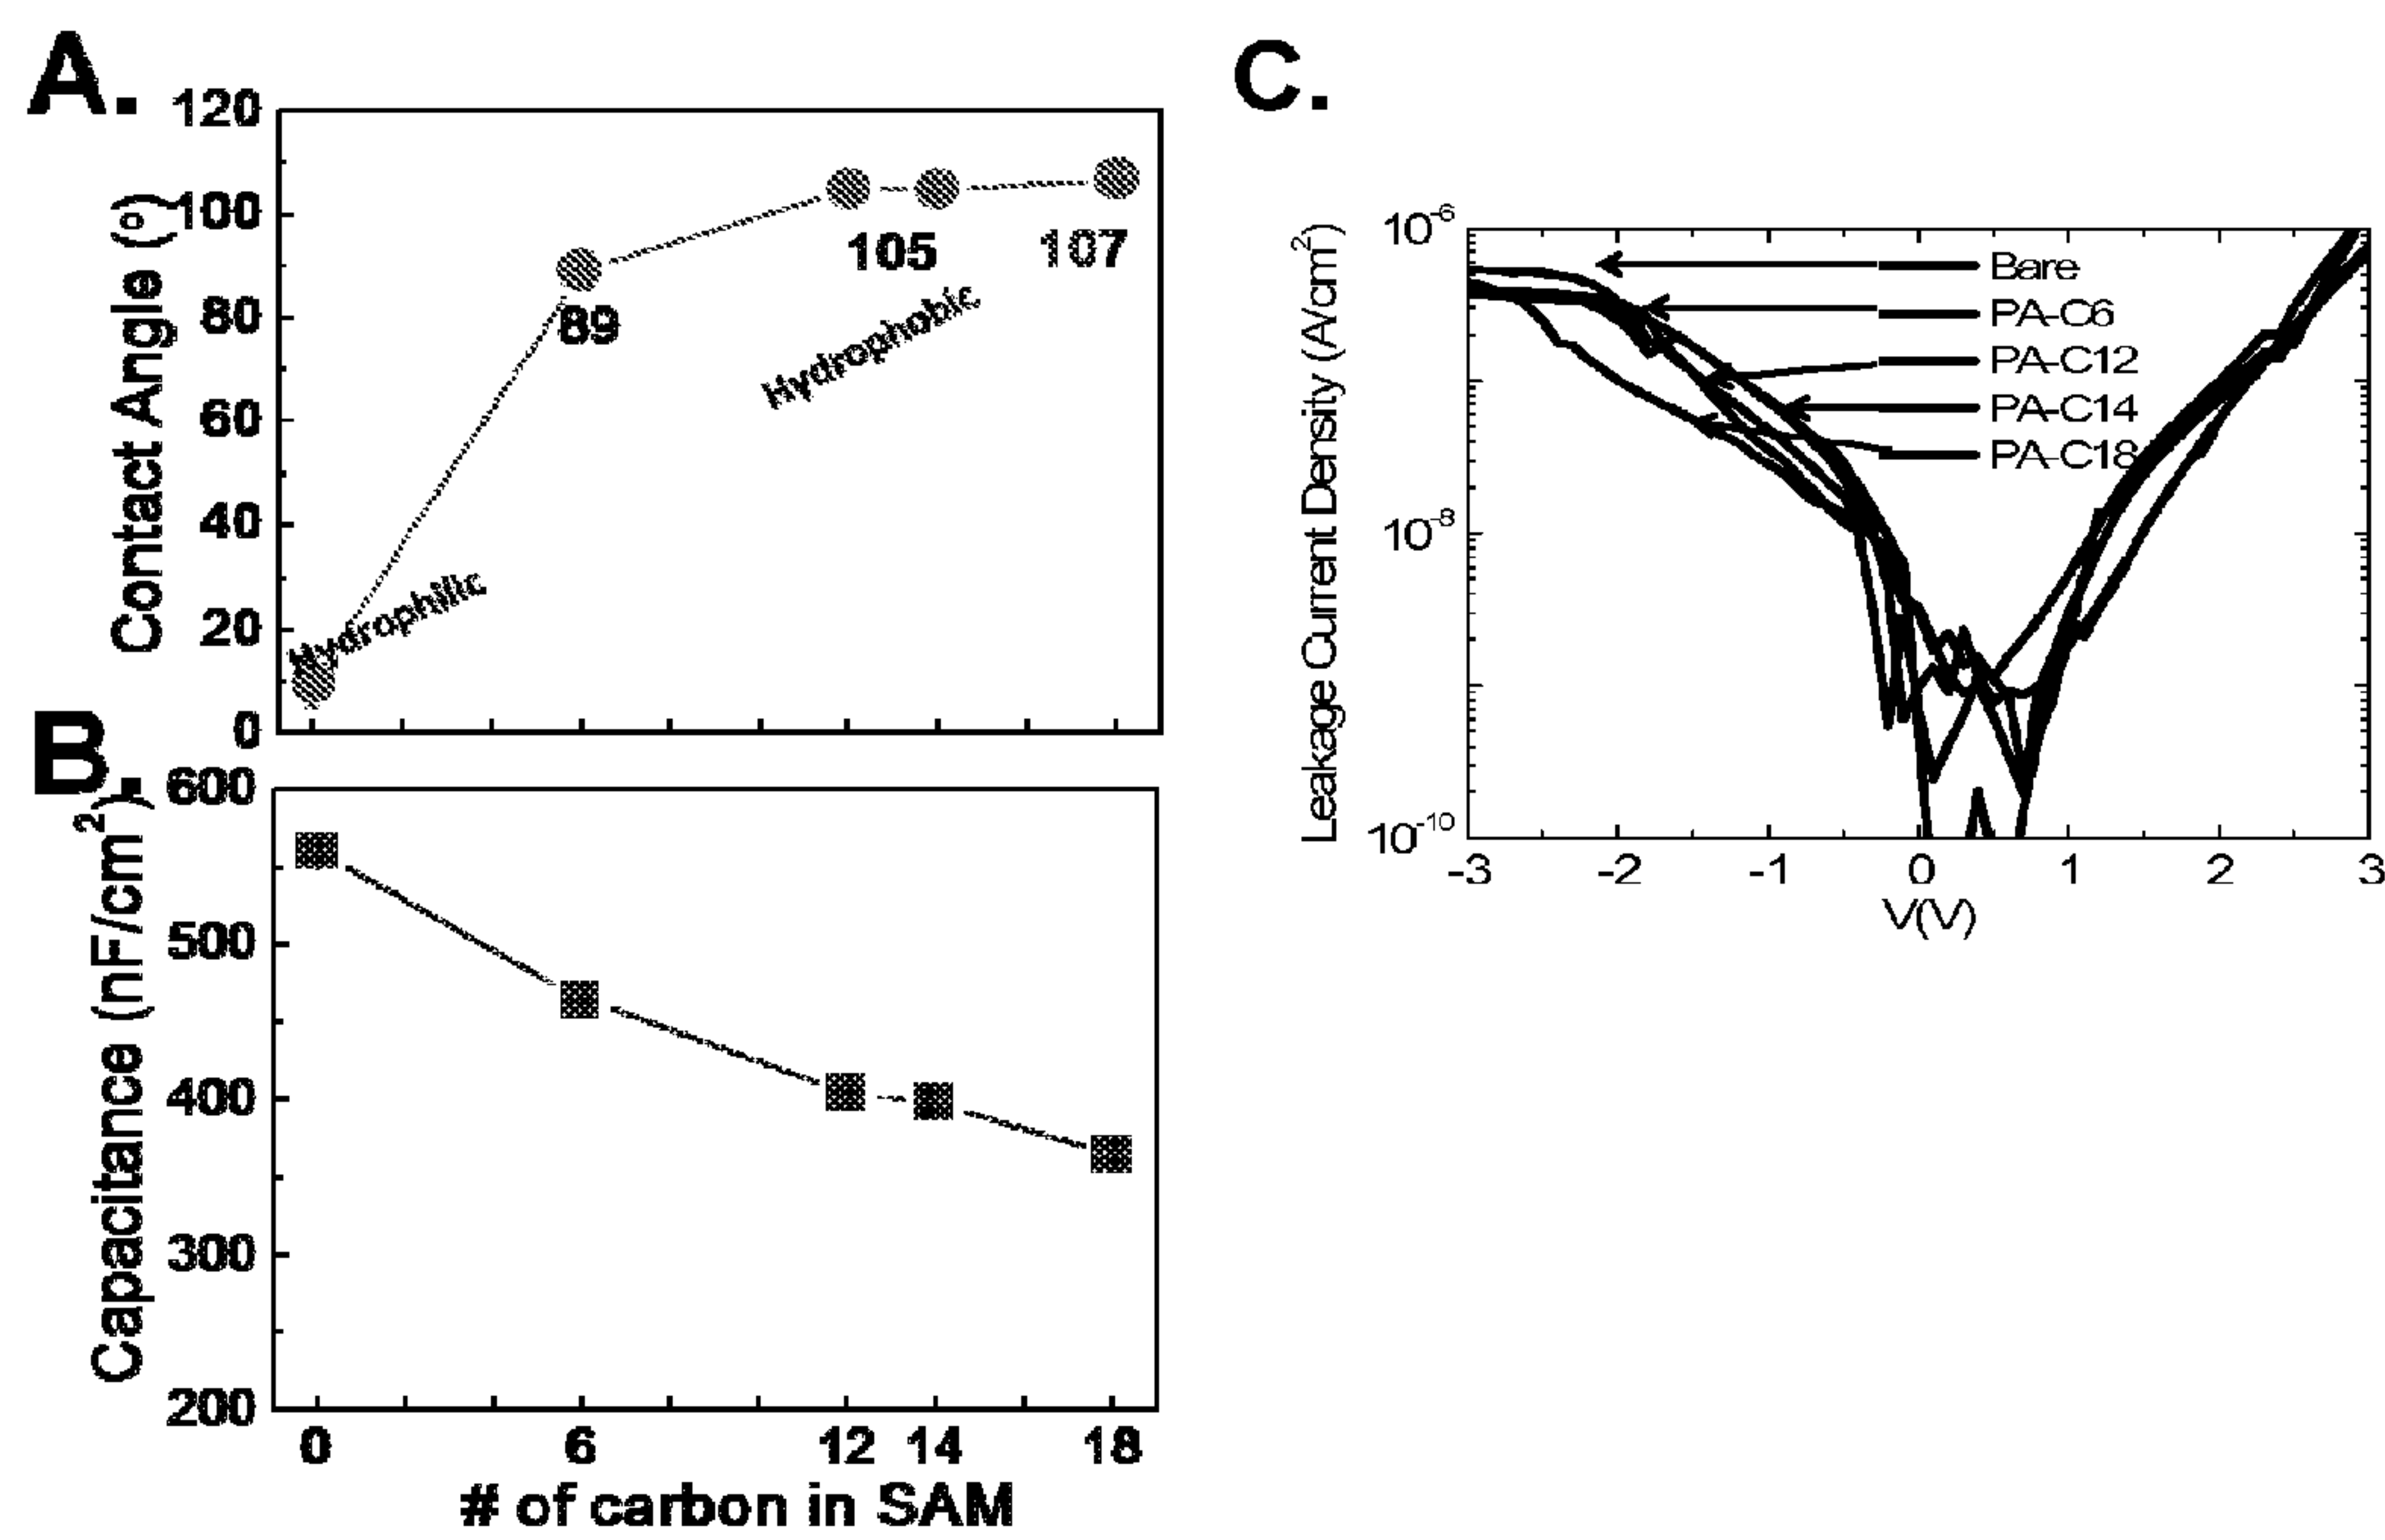 A.
120
100
80
60
40
20
0
Contact Angle (°)
89
105
107
Hydrophilic
Hydrophobic
B.
600
500
400
300
200
Capacitance (nF/cm²)
0 6 12 14 18
# of carbon in SAM
C.
10⁻⁶
10⁻⁸
10⁻¹⁰
Leakage Current Density (A/cm²)
Bare
PA-C6
PA-C12
PA-C14
PA-C18
-3 -2 -1 0 1 2 3
V(V)